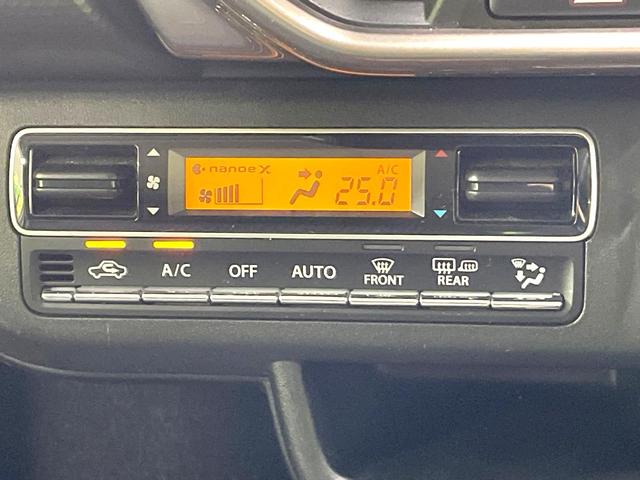 nanoe X
A/C
25.0
A/C
OFF
AUTO
FRONT
REAR